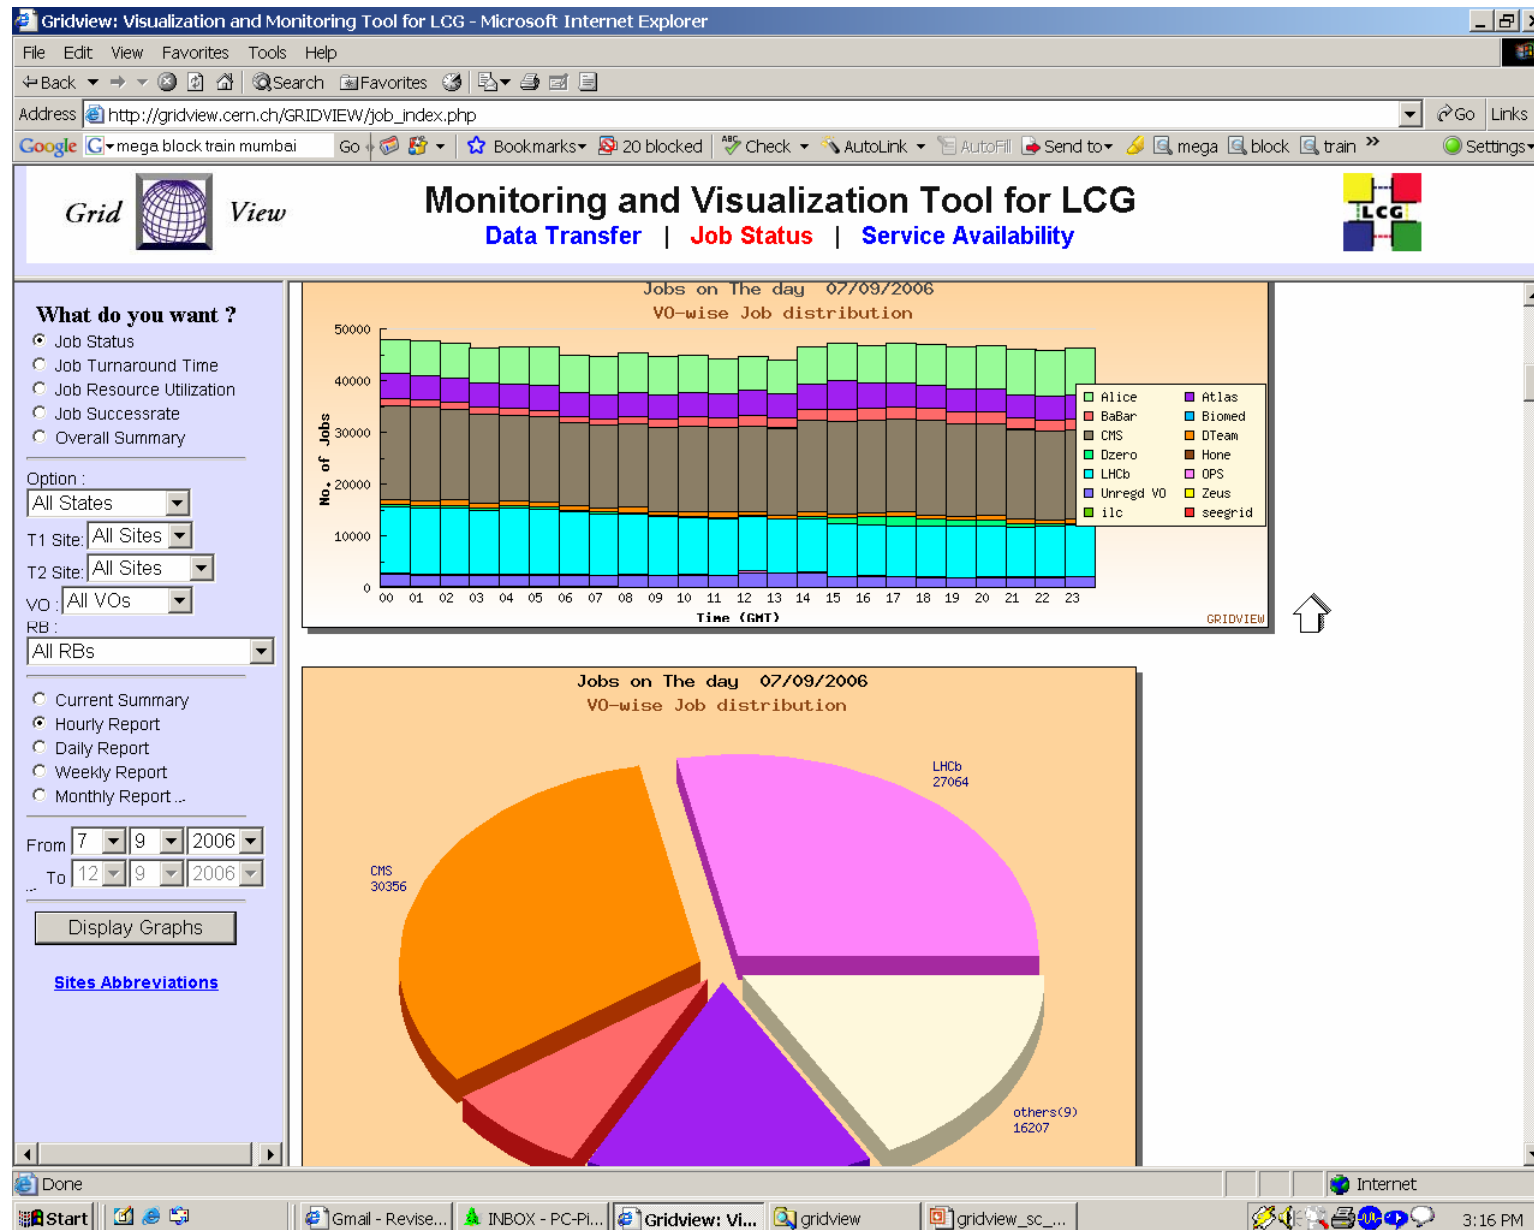 Gridview: Visualization and Monitoring Tool for LCG - Microsoft Internet Explorer
File Edit View Favorites Tools Help
Back Search Favorites
Address http://gridview.cern.ch/GRIDVIEW/job_index.php Go Links
Google G mega block train mumbai Go Bookmarks 20 blocked ABC Check AutoLink AutoFill Send to mega block train » Settings
Grid View
Monitoring and Visualization Tool for LCG
LCG
Data Transfer | Job Status | Service Availability
What do you want ?
Job Status
Job Turnaround Time
Job Resource Utilization
Job Successrate
Overall Summary
Option :
All States
T1 Site: All Sites
T2 Site: All Sites
VO : All VOs
RB :
All RBs
Current Summary
Hourly Report
Daily Report
Weekly Report
Monthly Report ...
From 7 9 2006
... To 12 9 2006
Display Graphs
Sites Abbreviations
Jobs on The day 07/09/2006
VO-wise Job distribution
No. of Jobs
50000
40000
30000
20000
10000
0
00 01 02 03 04 05 06 07 08 09 10 11 12 13 14 15 16 17 18 19 20 21 22 23
Time (GMT)
Alice Atlas
BaBar Biomed
CMS DTeam
Dzero Hone
LHCb OPS
Unregd VO Zeus
ilc seegrid
GRIDVIEW
Jobs on The day 07/09/2006
VO-wise Job distribution
LHCb
27064
CMS
30356
others(9)
16207
Done Internet
Start Gmail - Revise... INBOX - PC-Pi... Gridview: Vi... gridview gridview_sc_... 3:16 PM